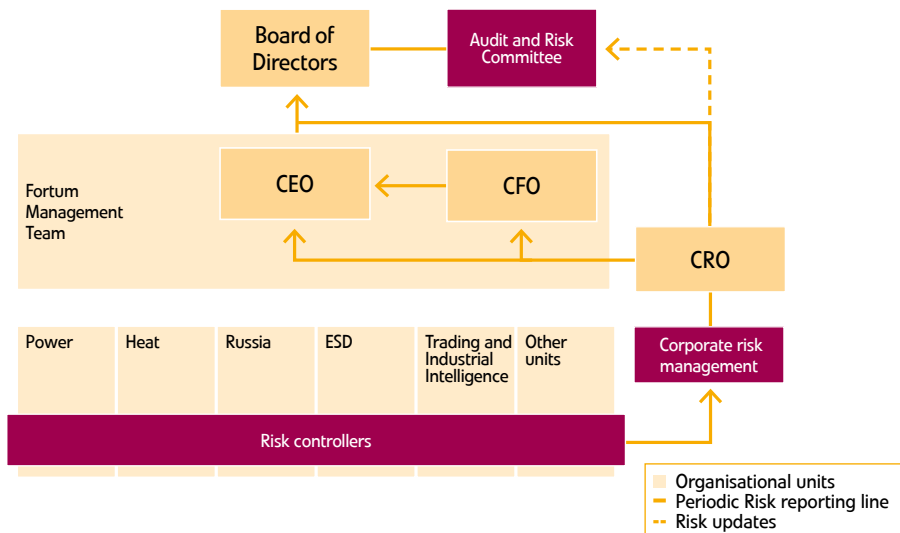 Board of
Directors
Audit and Risk
Committee
Fortum
Management
Team
CEO
CFO
CRO
Power
Heat
Russia
ESD
Trading and
Industrial
Intelligence
Other
units
Corporate risk
management
Risk controllers
Organisational units
Periodic Risk reporting line
Risk updates